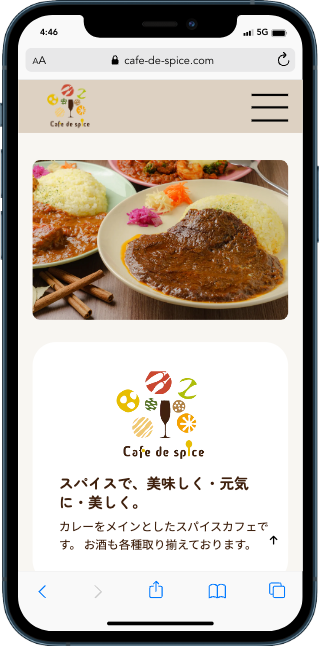 4:46
5G
AA
cafe-de-spice.com
Cafe de spice
Cafe de spice
スパイスで、美味しく・元気
に・美しく。
カレーをメインとしたスパイスカフェで
す。 お酒も各種取り揃えております。